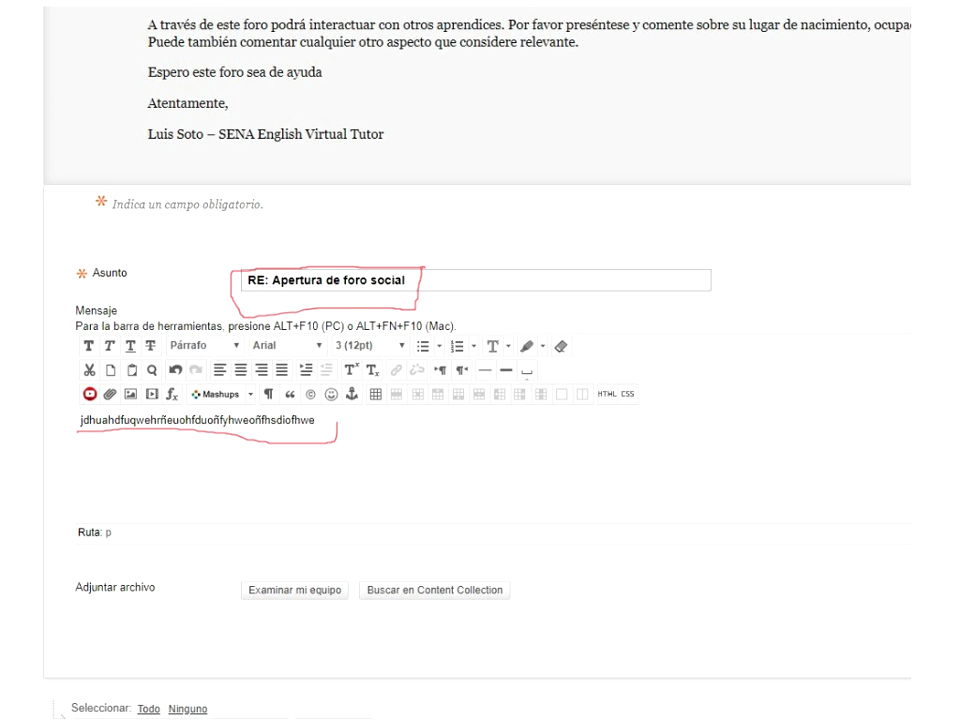 A través de este foro podrá interactuar con otros aprendices. Por favor preséntese y comente sobre su lugar de nacimiento, ocupa
Puede también comentar cualquier otro aspecto que considere relevante.
Espero este foro sea de ayuda
Atentamente,
Luis Soto – SENA English Virtual Tutor
Indica un campo obligatorio.
Asunto
RE: Apertura de foro social
Mensaje
Para la barra de herramientas, presione ALT+F10 (PC) o ALT+FN+F10 (Mac).
T T T T Párrafo Arial 3 (12pt) T
Tx Tx
fx Mashups HTML CSS
jdhuahdfuqwehrñeuohfduoñfyhweoñfhsdiofhwe
Ruta: p
Adjuntar archivo
Examinar mi equipo Buscar en Content Collection
Seleccionar: Todo Ninguno